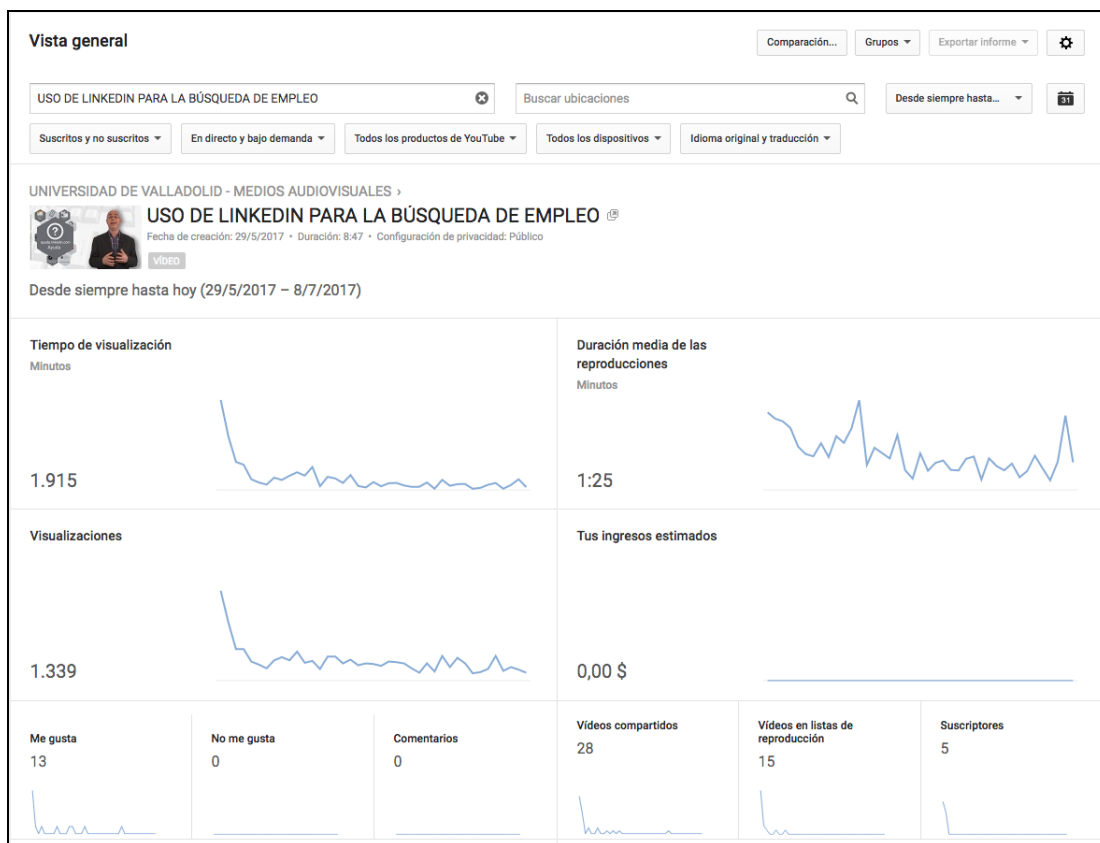 Vista general
Comparación... Grupos Exportar informe
USO DE LINKEDIN PARA LA BÚSQUEDA DE EMPLEO
Buscar ubicaciones
Desde siempre hasta...
31
Suscritos y no suscritos
En directo y bajo demanda
Todos los productos de YouTube
Todos los dispositivos
Idioma original y traducción
UNIVERSIDAD DE VALLADOLID - MEDIOS AUDIOVISUALES ›
USO DE LINKEDIN PARA LA BÚSQUEDA DE EMPLEO
Fecha de creación: 29/5/2017 • Duración: 8:47 • Configuración de privacidad: Público
VÍDEO
Desde siempre hasta hoy (29/5/2017 – 8/7/2017)
Tiempo de visualización
Minutos
1.915
Duración media de las
reproducciones
Minutos
1:25
Visualizaciones
1.339
Tus ingresos estimados
0,00 $
Me gusta
13
No me gusta
0
Comentarios
0
Vídeos compartidos
28
Vídeos en listas de
reproducción
15
Suscriptores
5